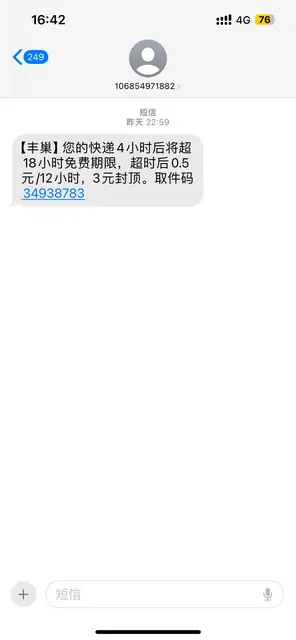 16:42
4G 76
249
106854971882
短信
昨天 22:59
【丰巢】您的快递4小时后将超
18小时免费期限，超时后0.5
元/12小时，3元封顶。取件码
34938783
短信